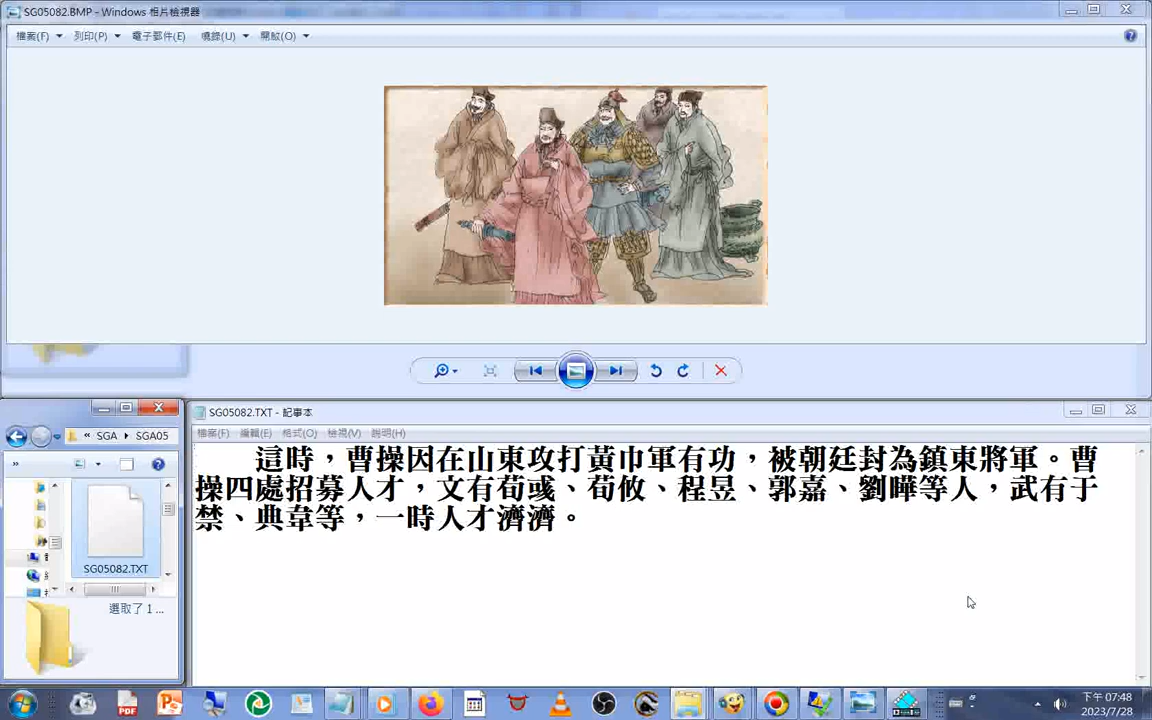 SG05082.BMP - Windows 相片檢視器
檔案(F) 列印(P) 電子郵件(E) 燒錄(U) 開啟(O)
SG05082.TXT - 記事本
檔案(F) 編輯(E) 格式(O) 檢視(V) 說明(H)
這時，曹操因在山東攻打黃巾軍有功，被朝廷封為鎮東將軍。曹
操四處招募人才，文有荀彧、荀攸、程昱、郭嘉、劉曄等人，武有于
禁、典韋等，一時人才濟濟。
« SGA ▸ SGA05
»
SG05082.TXT
選取了 1 ...
PDF
下午 07:48
2023/7/28